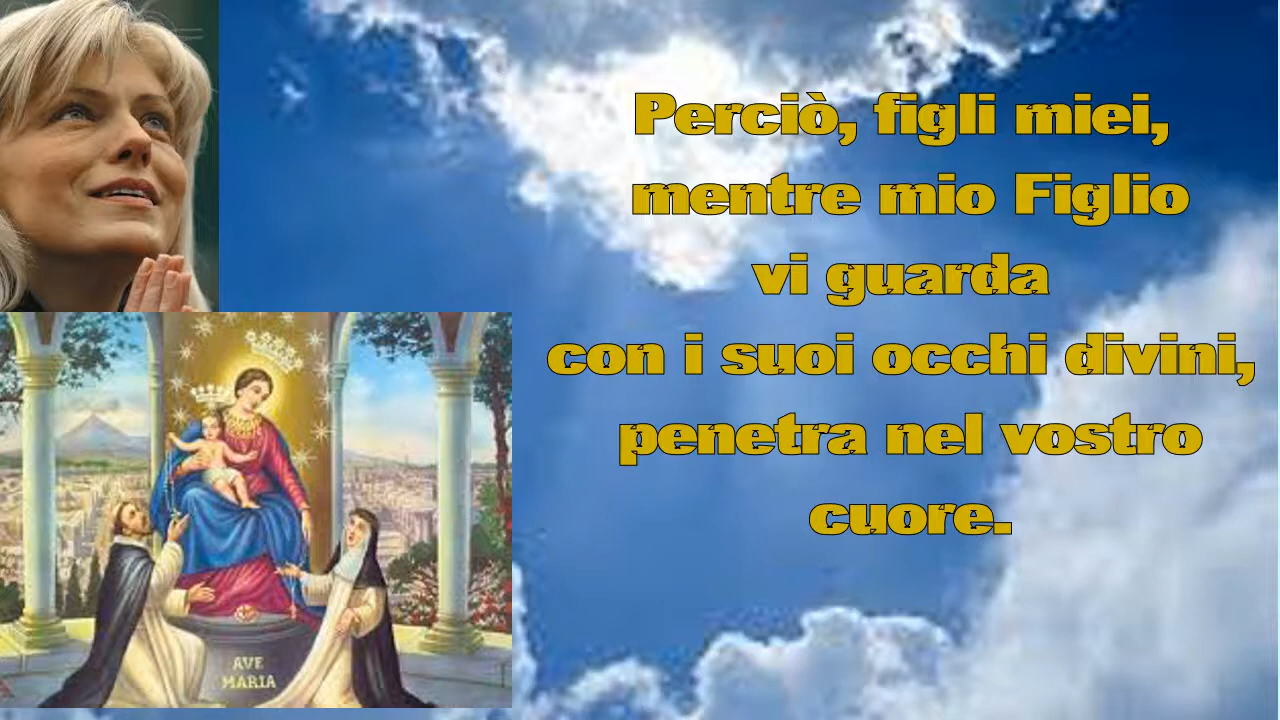 Perciò, figli miei,
mentre mio Figlio
vi guarda
con i suoi occhi divini,
penetra nel vostro
cuore.
AVE
MARIA